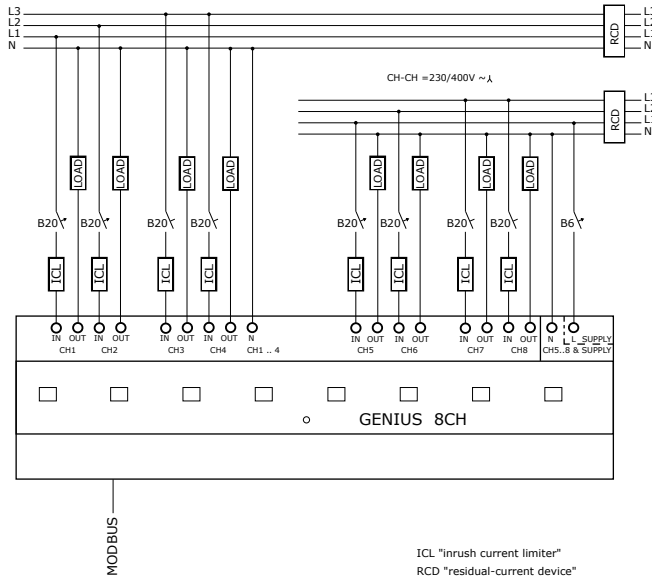 L3
L2
L1
N
RCD
L1
L2
L3
N
CH-CH =230/400V ~⅄
RCD
L3
L2
L1
N
LOAD LOAD LOAD LOAD LOAD LOAD LOAD LOAD
B20 B20 B20 B20 B20 B20 B20 B20 B6
ICL ICL ICL ICL ICL ICL ICL ICL
IN OUT IN OUT IN OUT IN OUT N IN OUT IN OUT IN OUT IN OUT N L SUPPLY
CH1 CH2 CH3 CH4 CH1 .. 4 CH5 CH6 CH7 CH8 CH5..8 & SUPPLY
GENIUS 8CH
MODBUS
ICL "inrush current limiter"
RCD "residual-current device"